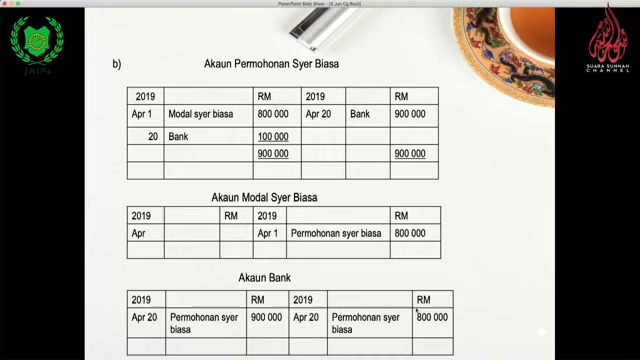 PowerPoint Slide Show - [5 Jun Cg Rosli]
JAIPs
SUARA SUNNAH
CHANNEL
b) Akaun Permohonan Syer Biasa
2019 RM 2019 RM
Apr 1 Modal syer biasa 800 000 Apr 20 Bank 900 000
20 Bank 100 000
900 000 900 000
Akaun Modal Syer Biasa
2019 RM 2019 RM
Apr Apr 1 Permohonan syer biasa 800 000
Akaun Bank
2019 RM 2019 RM
Apr 20 Permohonan syer 900 000 Apr 20 Permohonan syer 800 000
biasa biasa